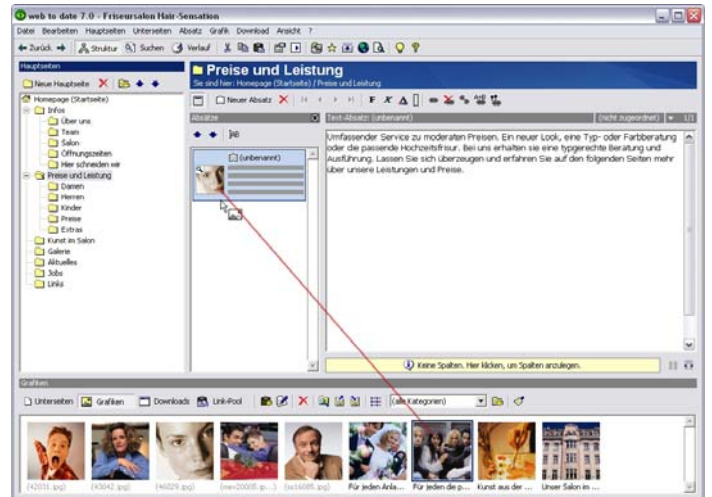 web to date 7.0 - Friseursalon Hair-Sensation
Datei Bearbeiten Hauptseiten Unterseiten Absatz Grafik Download Ansicht ?
Zurück Struktur Suchen Verlauf
Hauptseiten
Neue Hauptseite
Homepage (Startseite)
Infos
Über uns
Team
Salon
Öffnungszeiten
Hier schneiden wir
Preise und Leistung
Damen
Herren
Kinder
Preise
Extras
Kunst im Salon
Galerie
Aktuelles
Jobs
Links
Preise und Leistung
Sie sind hier: Homepage (Startseite) / Preise und Leistung
Neuer Absatz F X A
Absätze
(unbenannt)
Text-Absatz: (unbenannt) (nicht zugeordnet) 1/1
Umfassender Service zu moderaten Preisen. Ein neuer Look, eine Typ- oder Farbberatung
oder die passende Hochzeitsfrisur. Bei uns erhalten sie eine typgerechte Beratung und
Ausführung. Lassen Sie sich überzeugen und erfahren Sie auf den folgenden Seiten mehr
über unsere Leistungen und Preise.
Keine Spalten. Hier klicken, um Spalten anzulegen.
Grafiken
Unterseiten Grafiken Downloads Link-Pool (alle Kategorien)
(42031.jpg) (43042.jpg) (46029.jpg) Für jeden Anla... Für jeden die p... Kunst aus der ... Unser Salon im ...